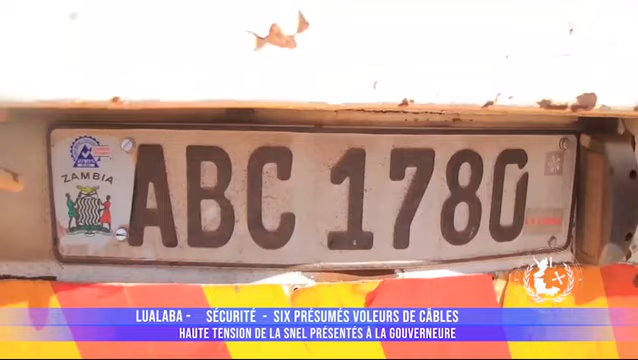 ZAMBIA
ABC 1780
LUALABA - SÉCURITÉ - SIX PRÉSUMÉS VOLEURS DE CÂBLES
HAUTE TENSION DE LA SNEL PRÉSENTÉS À LA GOUVERNEURE